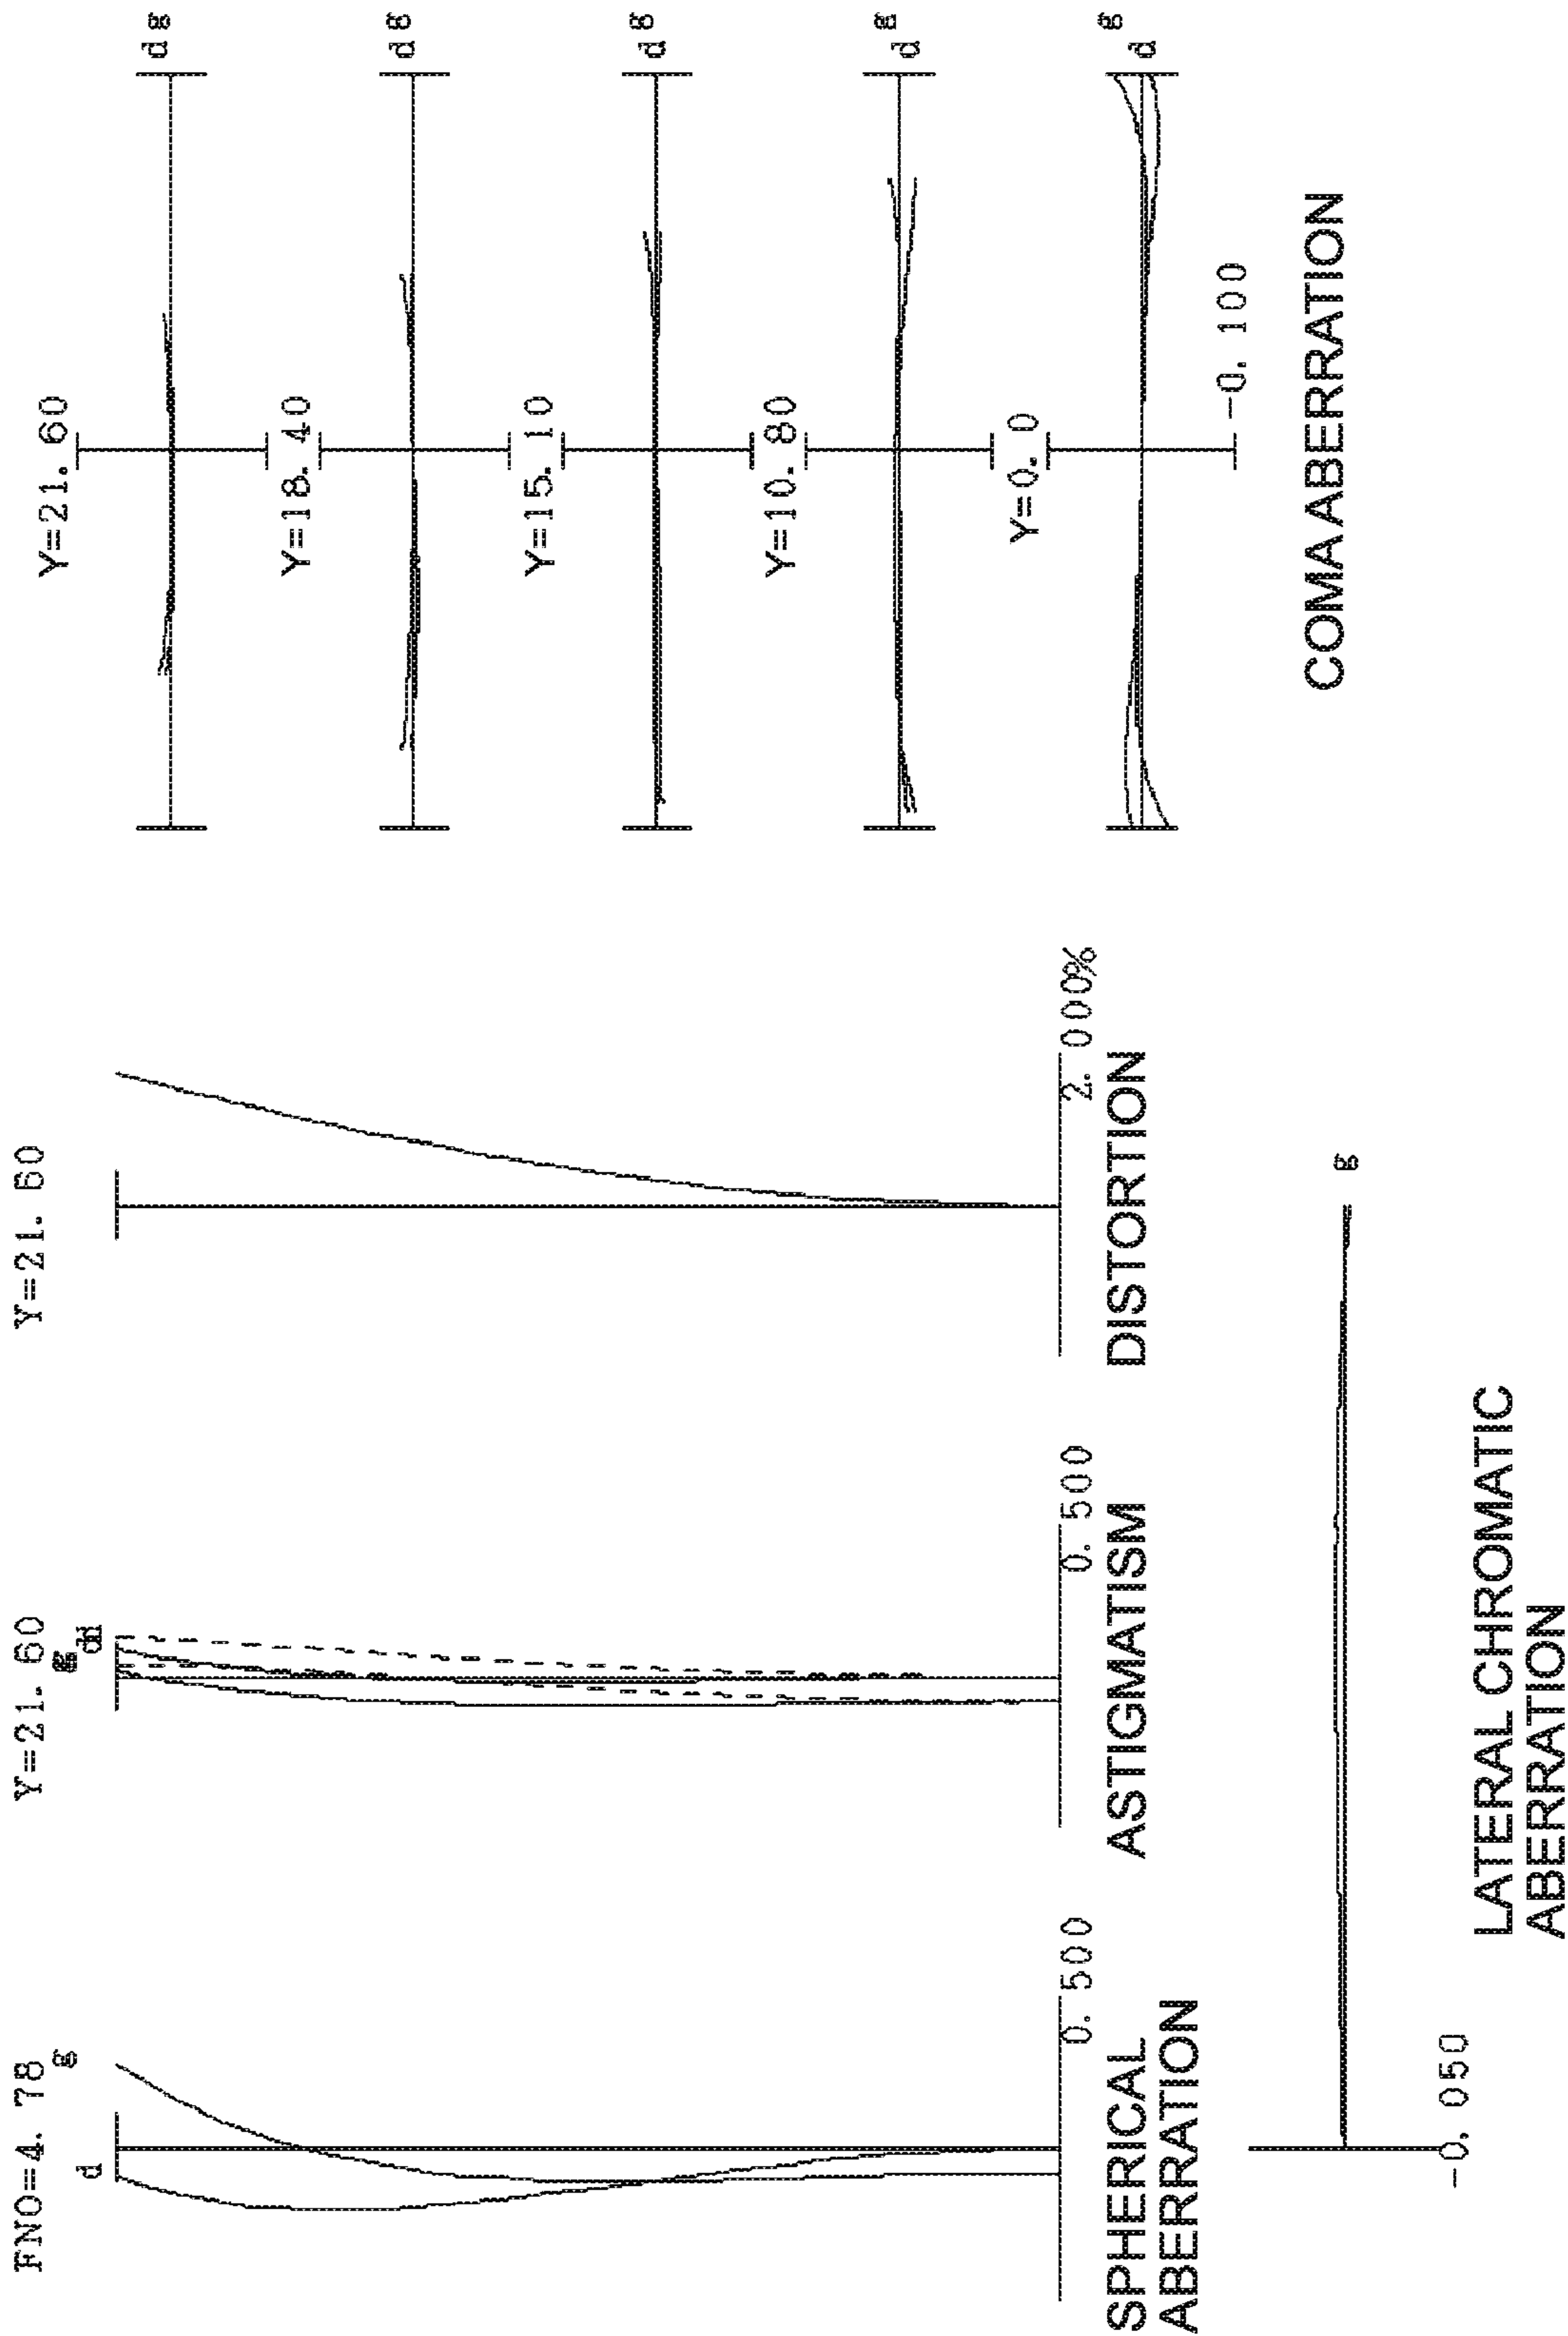 FNO=4. 78
d
g
0. 500
SPHERICAL
ABERRATION
Y=21. 60
g
d
0. 500
ASTIGMATISM
Y=21. 60
2. 000%
DISTORTION
Y=21. 60
d g
Y=18. 40
d g
Y=15. 10
d g
Y=10. 80
d g
Y=0. 0
d g
-0. 100
COMA ABERRATION
g
-0. 050
LATERAL CHROMATIC
ABERRATION